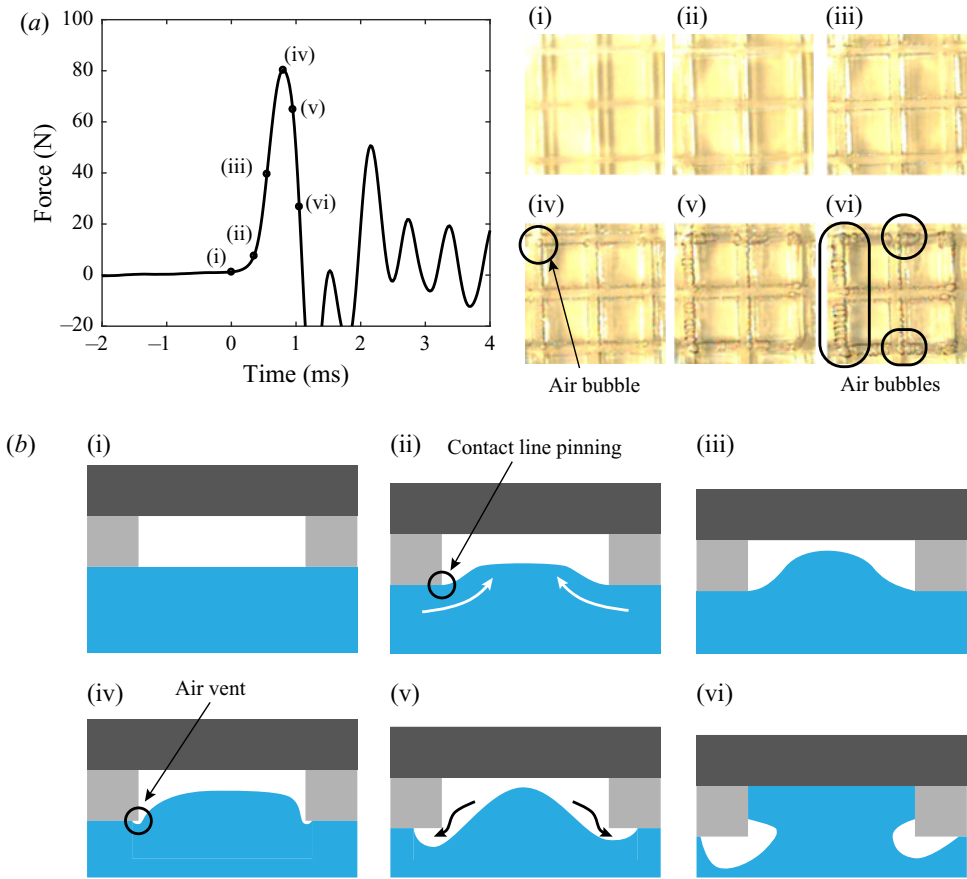 (a)
100
80
60
40
20
0
–20
Force (N)
(i)
(ii)
(iii)
(iv)
(v)
(vi)
–2 –1 0 1 2 3 4
Time (ms)
(i) (ii) (iii)
(iv) (v) (vi)
Air bubble
Air bubbles
(b)
(i) (ii) (iii)
Contact line pinning
(iv) (v) (vi)
Air vent